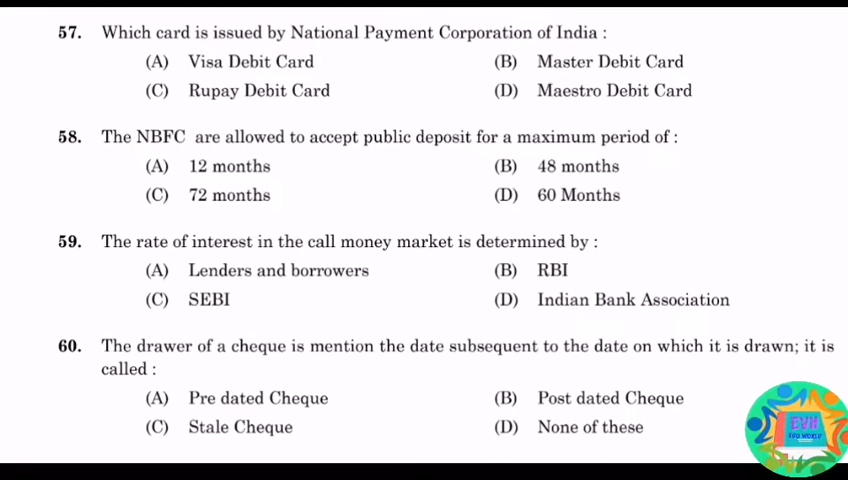 57. Which card is issued by National Payment Corporation of India :
(A) Visa Debit Card (B) Master Debit Card
(C) Rupay Debit Card (D) Maestro Debit Card
58. The NBFC are allowed to accept public deposit for a maximum period of :
(A) 12 months (B) 48 months
(C) 72 months (D) 60 Months
59. The rate of interest in the call money market is determined by :
(A) Lenders and borrowers (B) RBI
(C) SEBI (D) Indian Bank Association
60. The drawer of a cheque is mention the date subsequent to the date on which it is drawn; it is
called :
(A) Pre dated Cheque (B) Post dated Cheque
(C) Stale Cheque (D) None of these
EVH
EDU WORLD